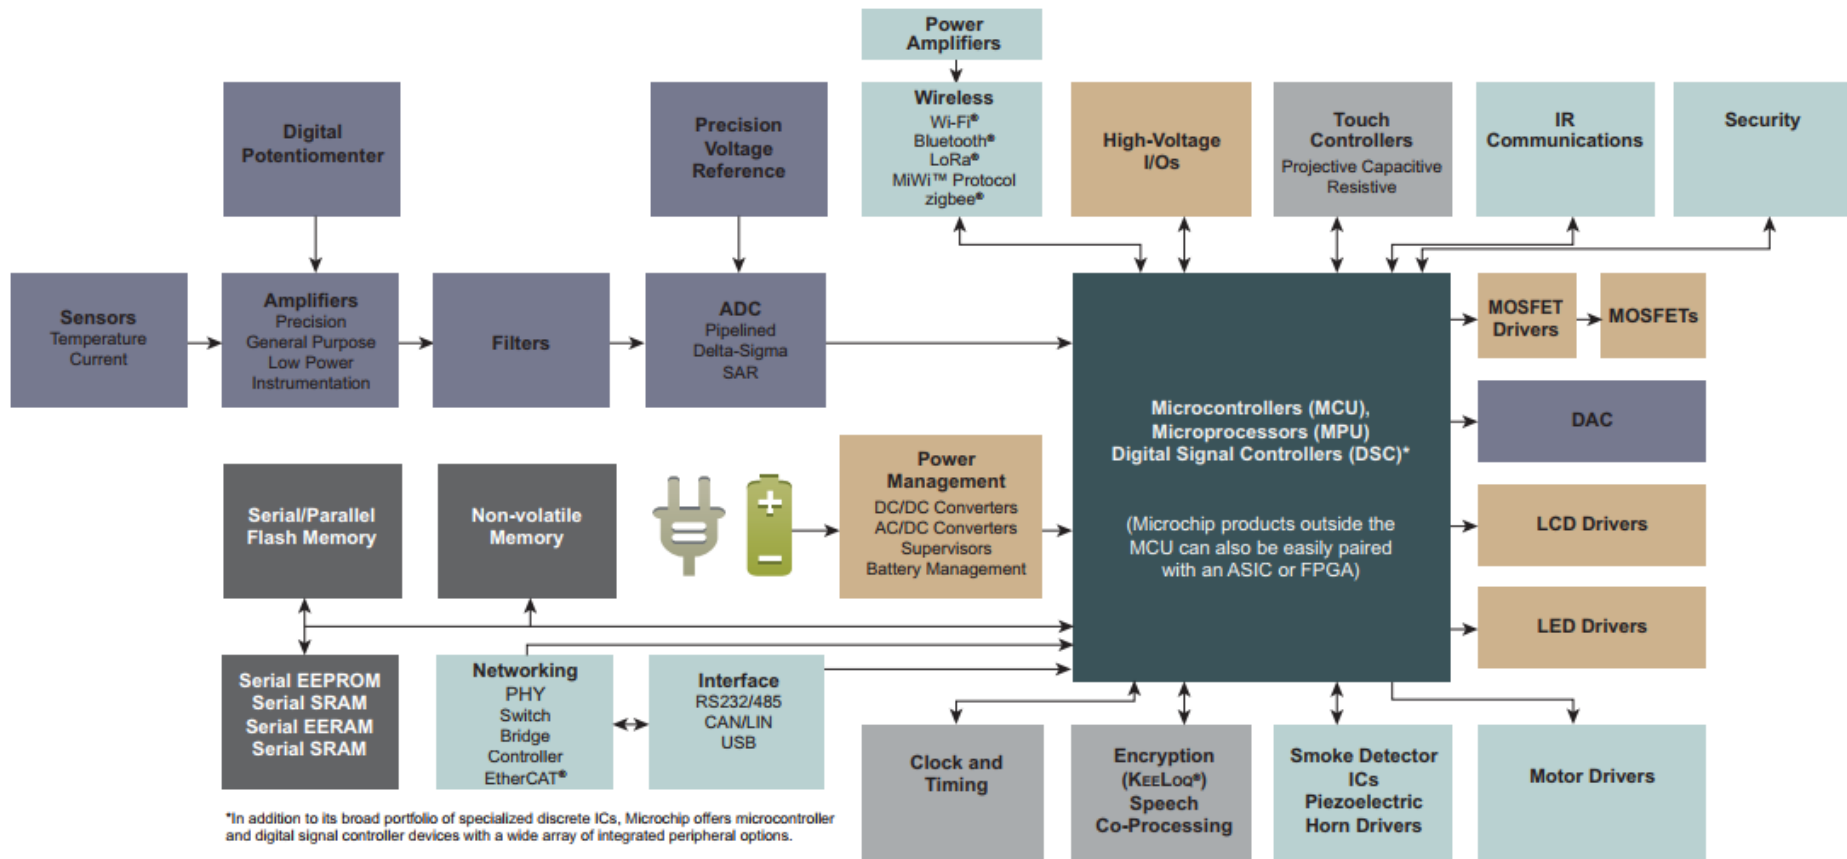 Power
Amplifiers
Digital
Potentiomenter
Precision
Voltage
Reference
Wireless
Wi-Fi®
Bluetooth®
LoRa®
MiWi™ Protocol
zigbee®
High-Voltage
I/Os
Touch
Controllers
Projective Capacitive
Resistive
IR
Communications
Security
Sensors
Temperature
Current
Amplifiers
Precision
General Purpose
Low Power
Instrumentation
Filters
ADC
Pipelined
Delta-Sigma
SAR
Microcontrollers (MCU),
Microprocessors (MPU)
Digital Signal Controllers (DSC)*
(Microchip products outside the
MCU can also be easily paired
with an ASIC or FPGA)
MOSFET
Drivers
MOSFETs
DAC
LCD Drivers
LED Drivers
Serial/Parallel
Flash Memory
Non-volatile
Memory
Power
Management
DC/DC Converters
AC/DC Converters
Supervisors
Battery Management
Serial EEPROM
Serial SRAM
Serial EERAM
Serial SRAM
Networking
PHY
Switch
Bridge
Controller
EtherCAT®
Interface
RS232/485
CAN/LIN
USB
Clock and
Timing
Encryption
(KEELOQ®)
Speech
Co-Processing
Smoke Detector
ICs
Piezoelectric
Horn Drivers
Motor Drivers
*In addition to its broad portfolio of specialized discrete ICs, Microchip offers microcontroller
and digital signal controller devices with a wide array of integrated peripheral options.